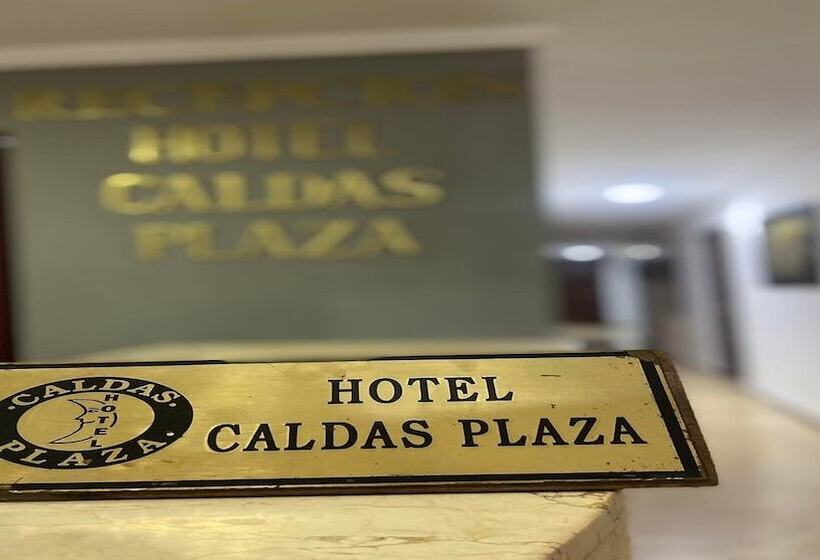 RECEPCION
HOTEL
CALDAS
PLAZA
·CALDAS·
HOTEL
PLAZA.
HOTEL
CALDAS PLAZA